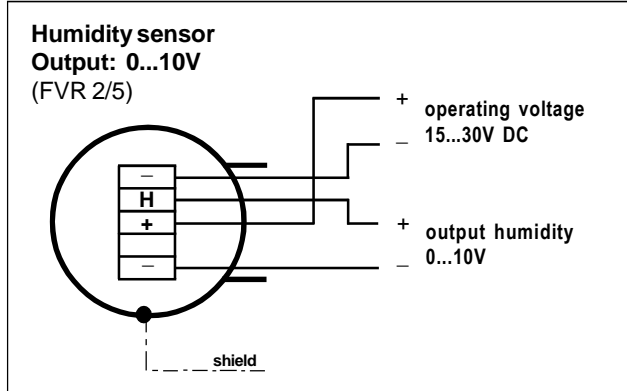 Humidity sensor
Output: 0...10V
(FVR 2/5)
+ operating voltage
– 15...30V DC
–
H
+
–
+ output humidity
0...10V
–
shield